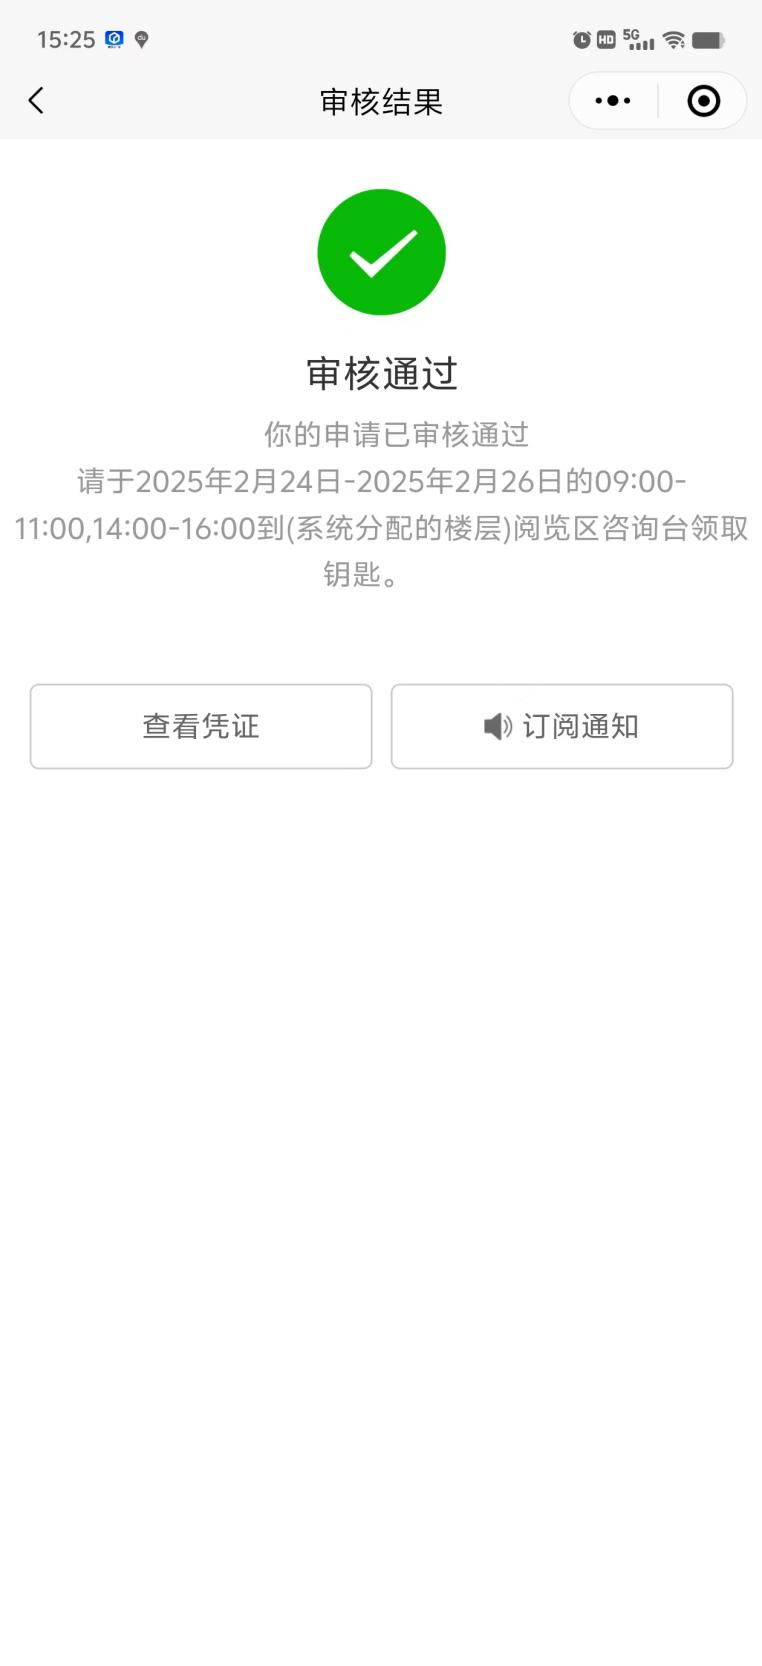 15:25
HD 5G
审核结果
审核通过
你的申请已审核通过
请于2025年2月24日-2025年2月26日的09:00-
11:00,14:00-16:00到(系统分配的楼层)阅览区咨询台领取
钥匙。
查看凭证
订阅通知